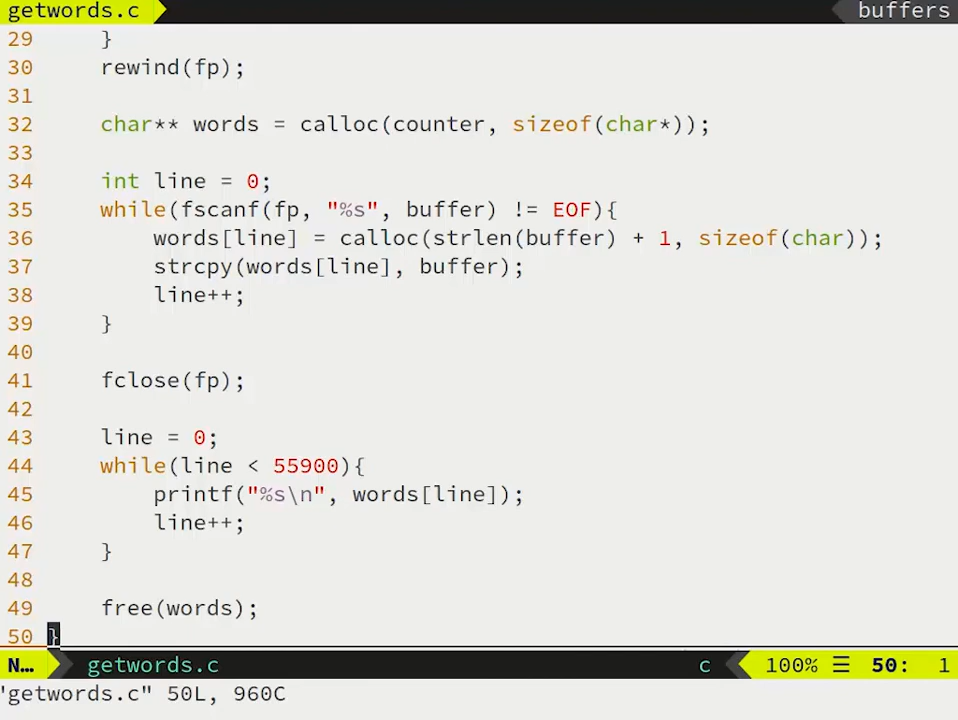 getwords.c buffers
29     }
30     rewind(fp);
31
32     char** words = calloc(counter, sizeof(char*));
33
34     int line = 0;
35     while(fscanf(fp, "%s", buffer) != EOF){
36         words[line] = calloc(strlen(buffer) + 1, sizeof(char));
37         strcpy(words[line], buffer);
38         line++;
39     }
40
41     fclose(fp);
42
43     line = 0;
44     while(line < 55900){
45         printf("%s\n", words[line]);
46         line++;
47     }
48
49     free(words);
50 }
N… getwords.c c 100% ☰ 50: 1
'getwords.c" 50L, 960C